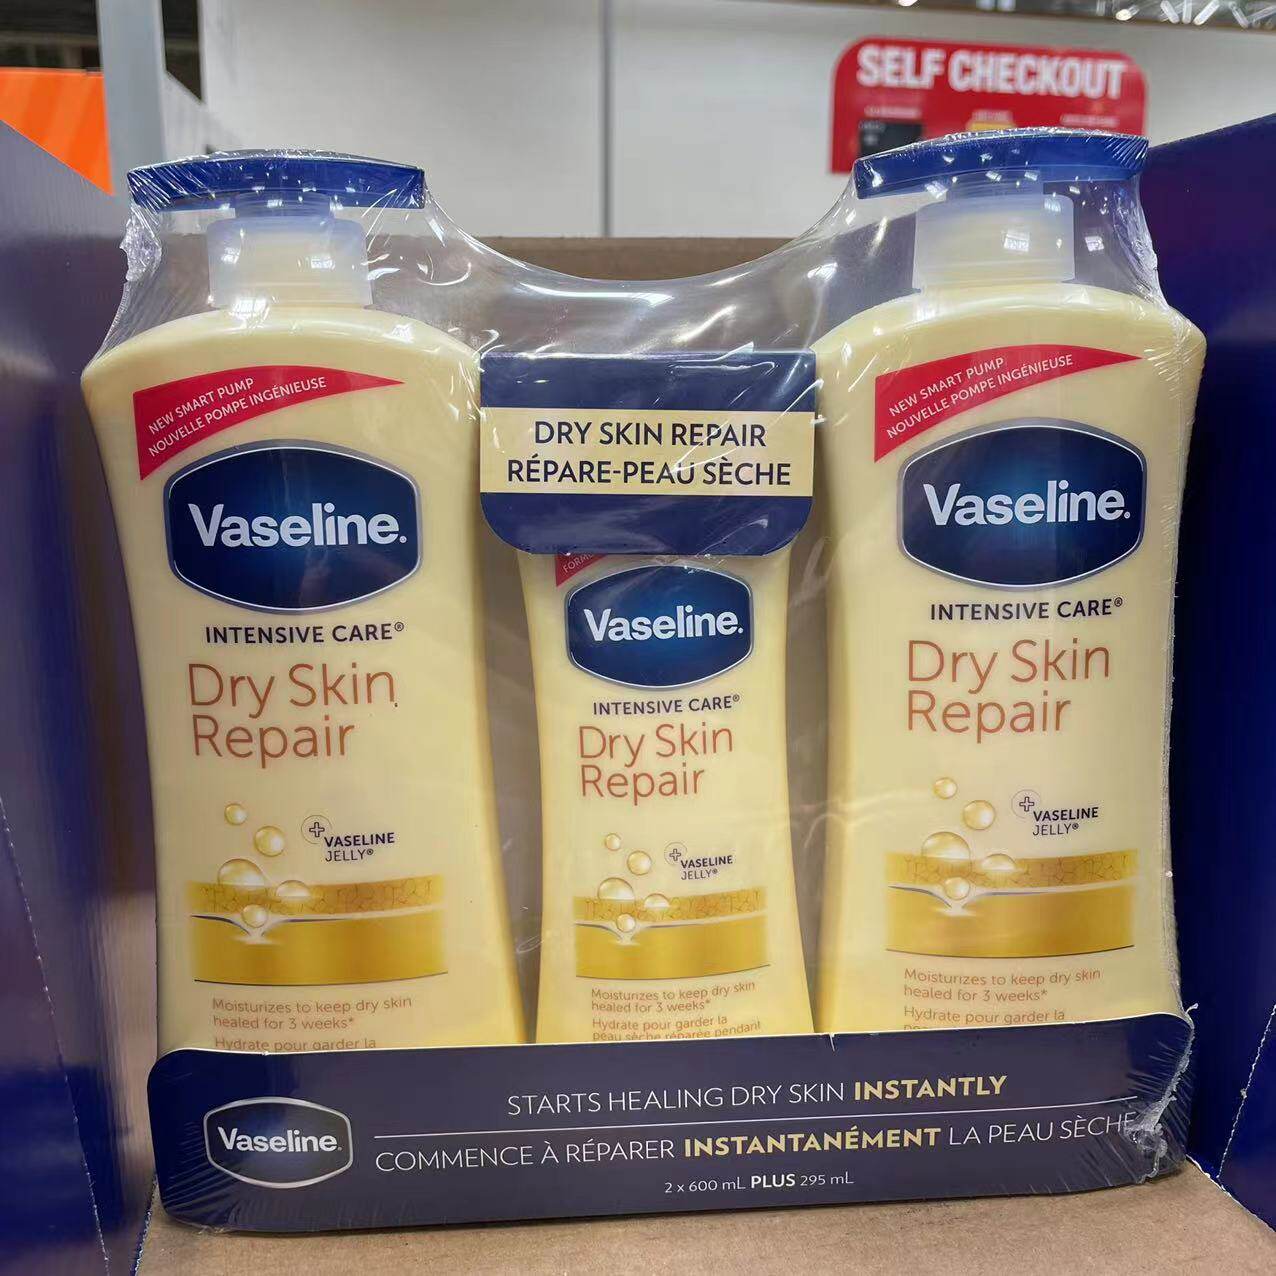 SELF CHECKOUT
NEW SMART PUMP
NOUVELLE POMPE INGÉNIEUSE
Vaseline.
INTENSIVE CARE®
Dry Skin
Repair
VASELINE
JELLY®
Moisturizes to keep dry skin
healed for 3 weeks*
Hydrate pour garder la
DRY SKIN REPAIR
RÉPARE-PEAU SÈCHE
Vaseline.
INTENSIVE CARE®
Dry Skin
Repair
VASELINE
JELLY®
Moisturizes to keep dry skin
healed for 3 weeks*
Hydrate pour garder la
peau sèche réparée pendant
NEW SMART PUMP
NOUVELLE POMPE INGÉNIEUSE
Vaseline.
INTENSIVE CARE®
Dry Skin
Repair
VASELINE
JELLY®
Moisturizes to keep dry skin
healed for 3 weeks*
Hydrate pour garder la
Vaseline.
STARTS HEALING DRY SKIN INSTANTLY
COMMENCE À RÉPARER INSTANTANÉMENT LA PEAU SÈCHE
2 x 600 mL PLUS 295 mL